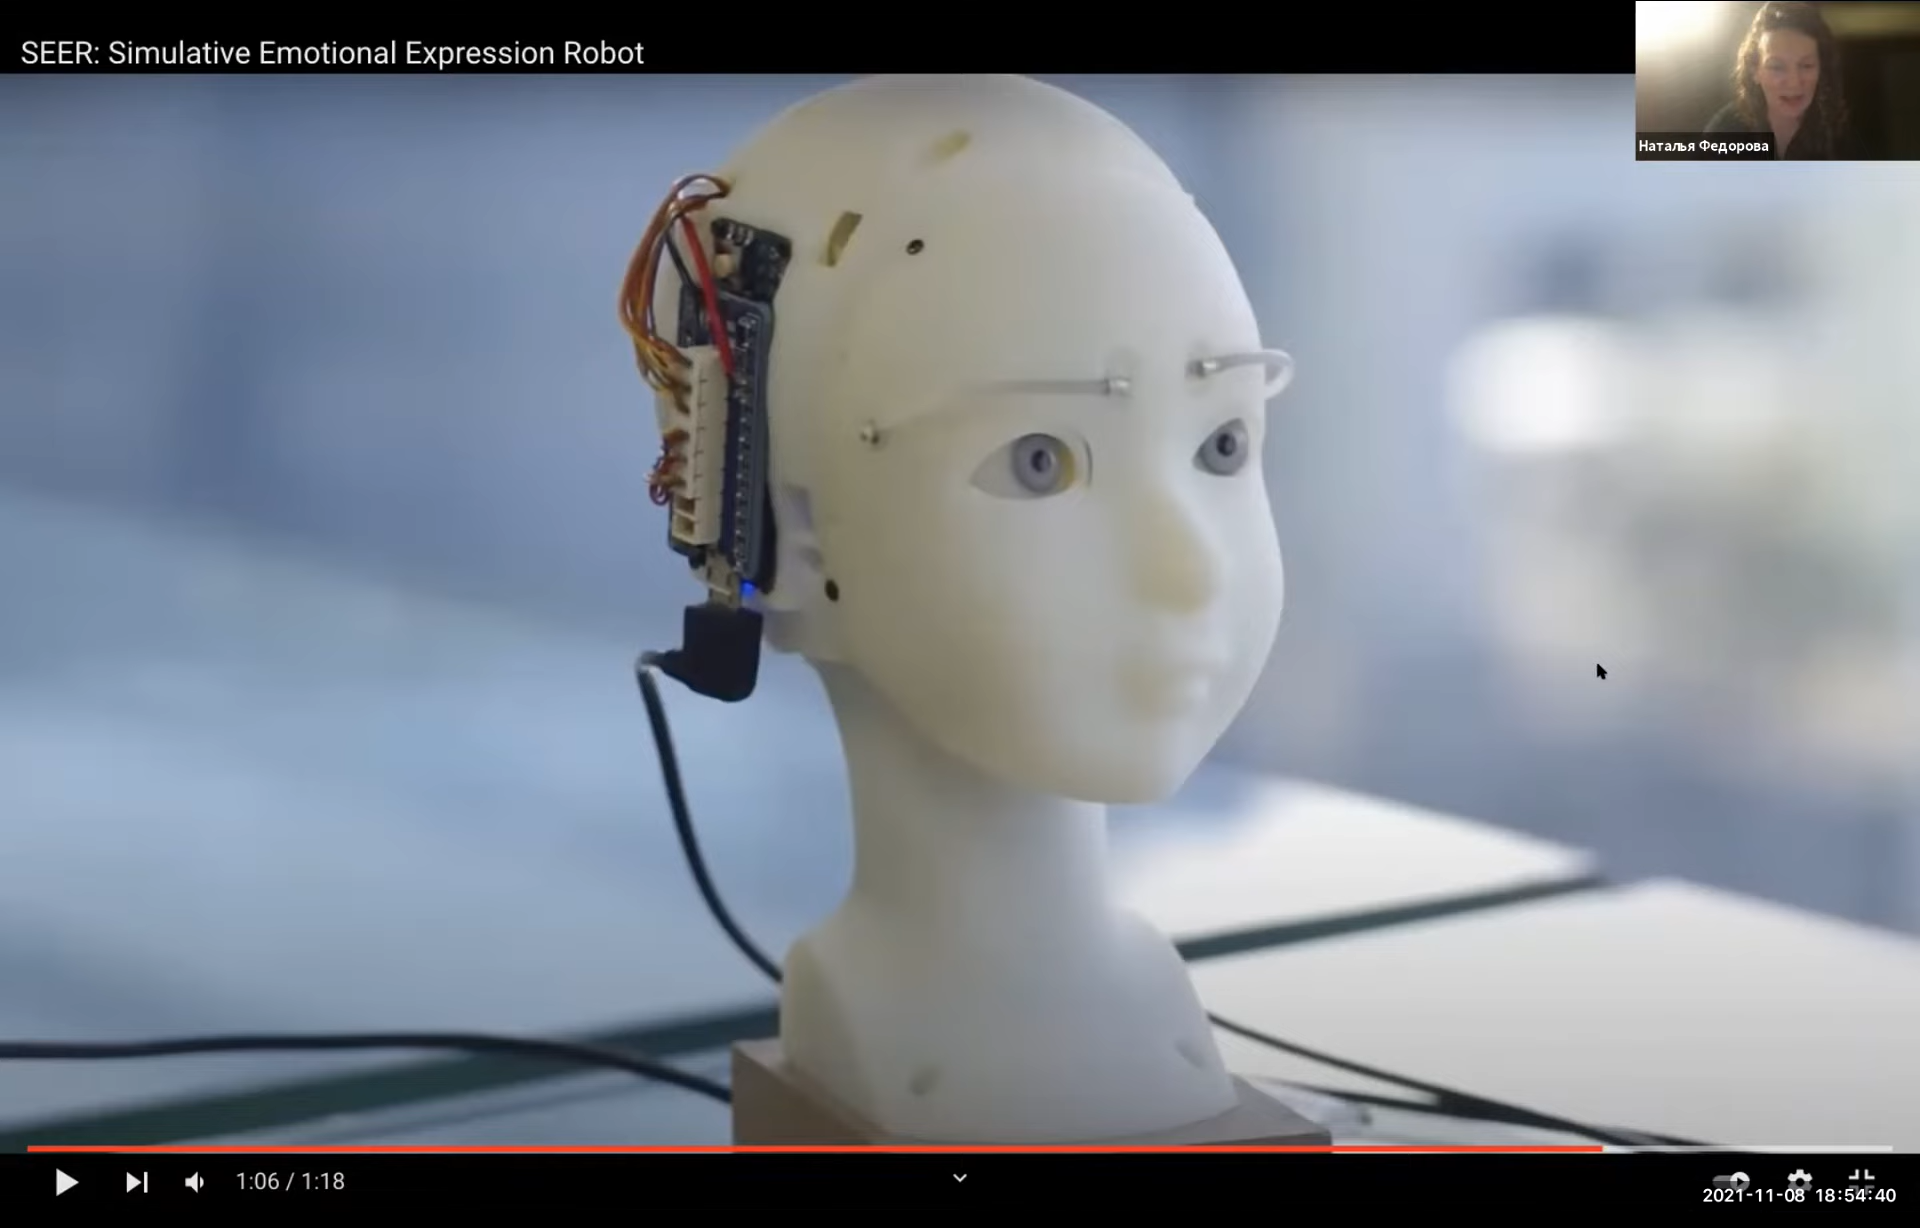 SEER: Simulative Emotional Expression Robot
Наталья Федорова
1:06 / 1:18
2021-11-08 18:54:40